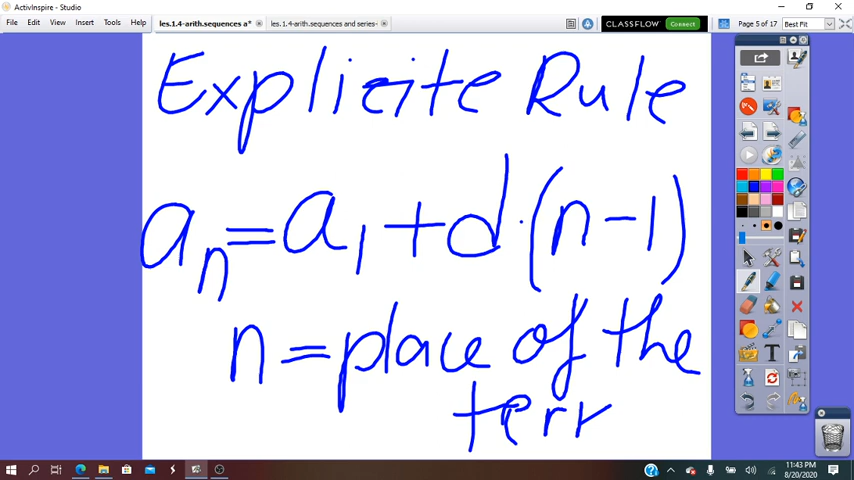 ActivInspire - Studio
File Edit View Insert Tools Help
les.1.4-arith.sequences a*
les.1.4-arith.sequences and series-
CLASSFLOW Connect
Page 5 of 17
Best Fit
Explicite Rule
aₙ = a₁ + d·(n-1)
n = place of the
terr
11:43 PM
8/20/2020